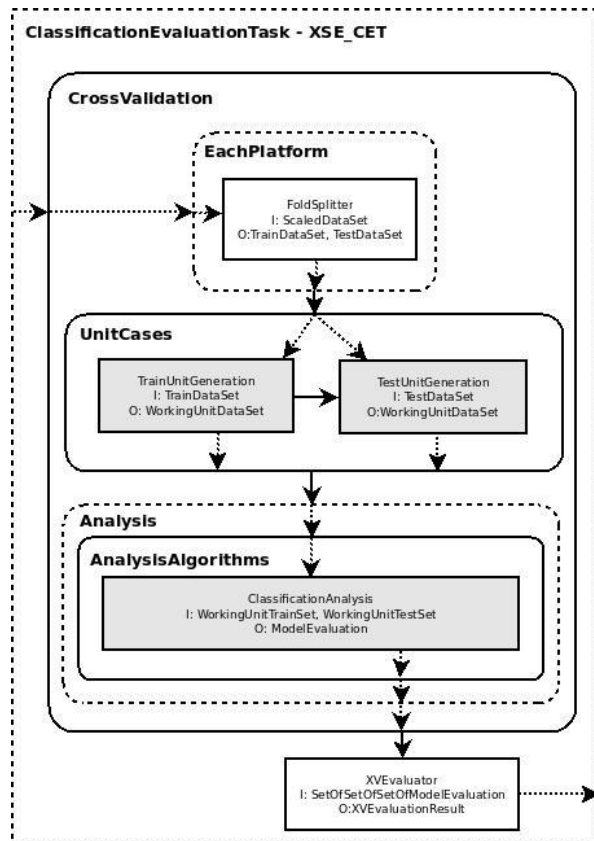 ClassificationEvaluationTask - XSE_CET
CrossValidation
EachPlatform
FoldSplitter
I: ScaledDataSet
O:TrainDataSet, TestDataSet
UnitCases
TrainUnitGeneration
I: TrainDataSet
O: WorkingUnitDataSet
TestUnitGeneration
I: TestDataSet
O:WorkingUnitDataSet
Analysis
AnalysisAlgorithms
ClassificationAnalysis
I: WorkingUnitTrainSet, WorkingUnitTestSet
O: ModelEvaluation
XVEvaluator
I: SetOfSetOfSetOfModelEvaluation
O:XVEvaluationResult